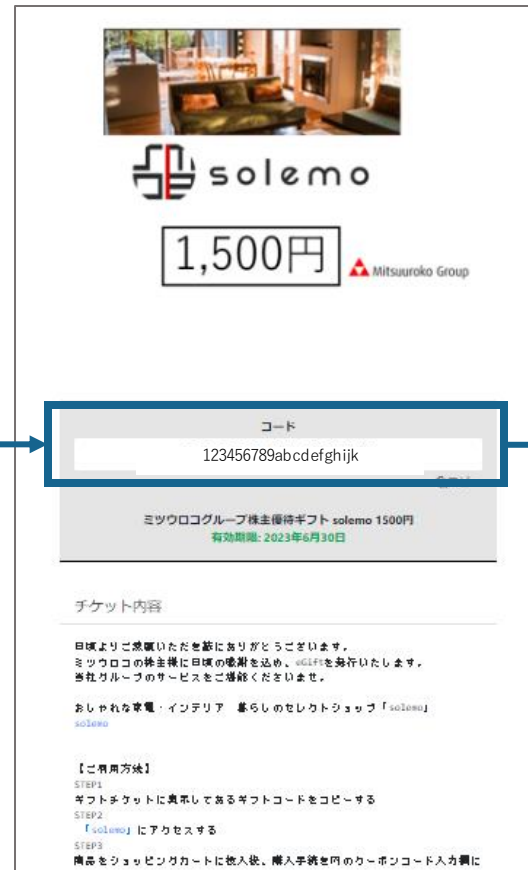 solemo
1,500円
Mitsuuroko Group
コード
123456789abcdefghijk
ミツウロコグループ株主優待ギフト solemo 1500円
有効期限: 2023年6月30日
チケット内容
日頃よりご愛顧いただき誠にありがとうございます。
ミツウロコの株主様に日頃の感謝を込め、eGiftを発行いたします。
当社グループのサービスをご堪能くださいませ。
おしゃれな家電・インテリア 暮らしのセレクトショップ「solemo」
solemo
【ご利用方法】
STEP1
ギフトチケットに表示してあるギフトコードをコピーする
STEP2
「solemo」にアクセスする
STEP3
商品をショッピングカートに投入後、購入手続き内のクーポンコード入力欄に